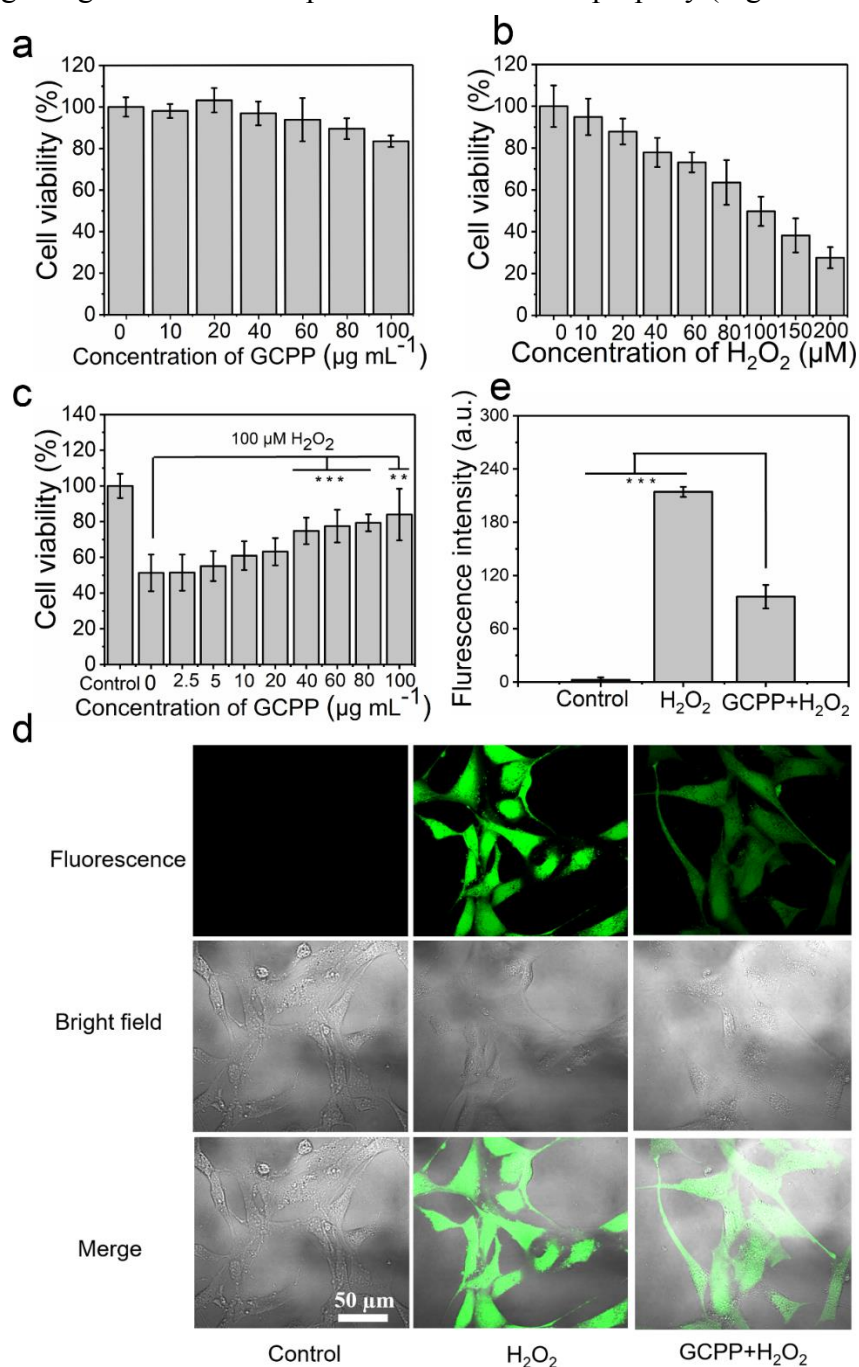 a
Cell viability (%)
120
100
80
60
40
20
0
0 10 20 40 60 80 100
Concentration of GCPP (µg mL⁻¹)
b
Cell viability (%)
120
100
80
60
40
20
0
0 10 20 40 60 80 100 150 200
Concentration of H₂O₂ (µM)
c
Cell viability (%)
140
120
100
80
60
40
20
0
100 µM H₂O₂
*** **
Control 0 2.5 5 10 20 40 60 80 100
Concentration of GCPP (µg mL⁻¹)
e
Flurescence intensity (a.u.)
300
210
120
90
60
0
***
Control H₂O₂ GCPP+H₂O₂
d
Fluorescence
Bright field
Merge
50 µm
Control H₂O₂ GCPP+H₂O₂